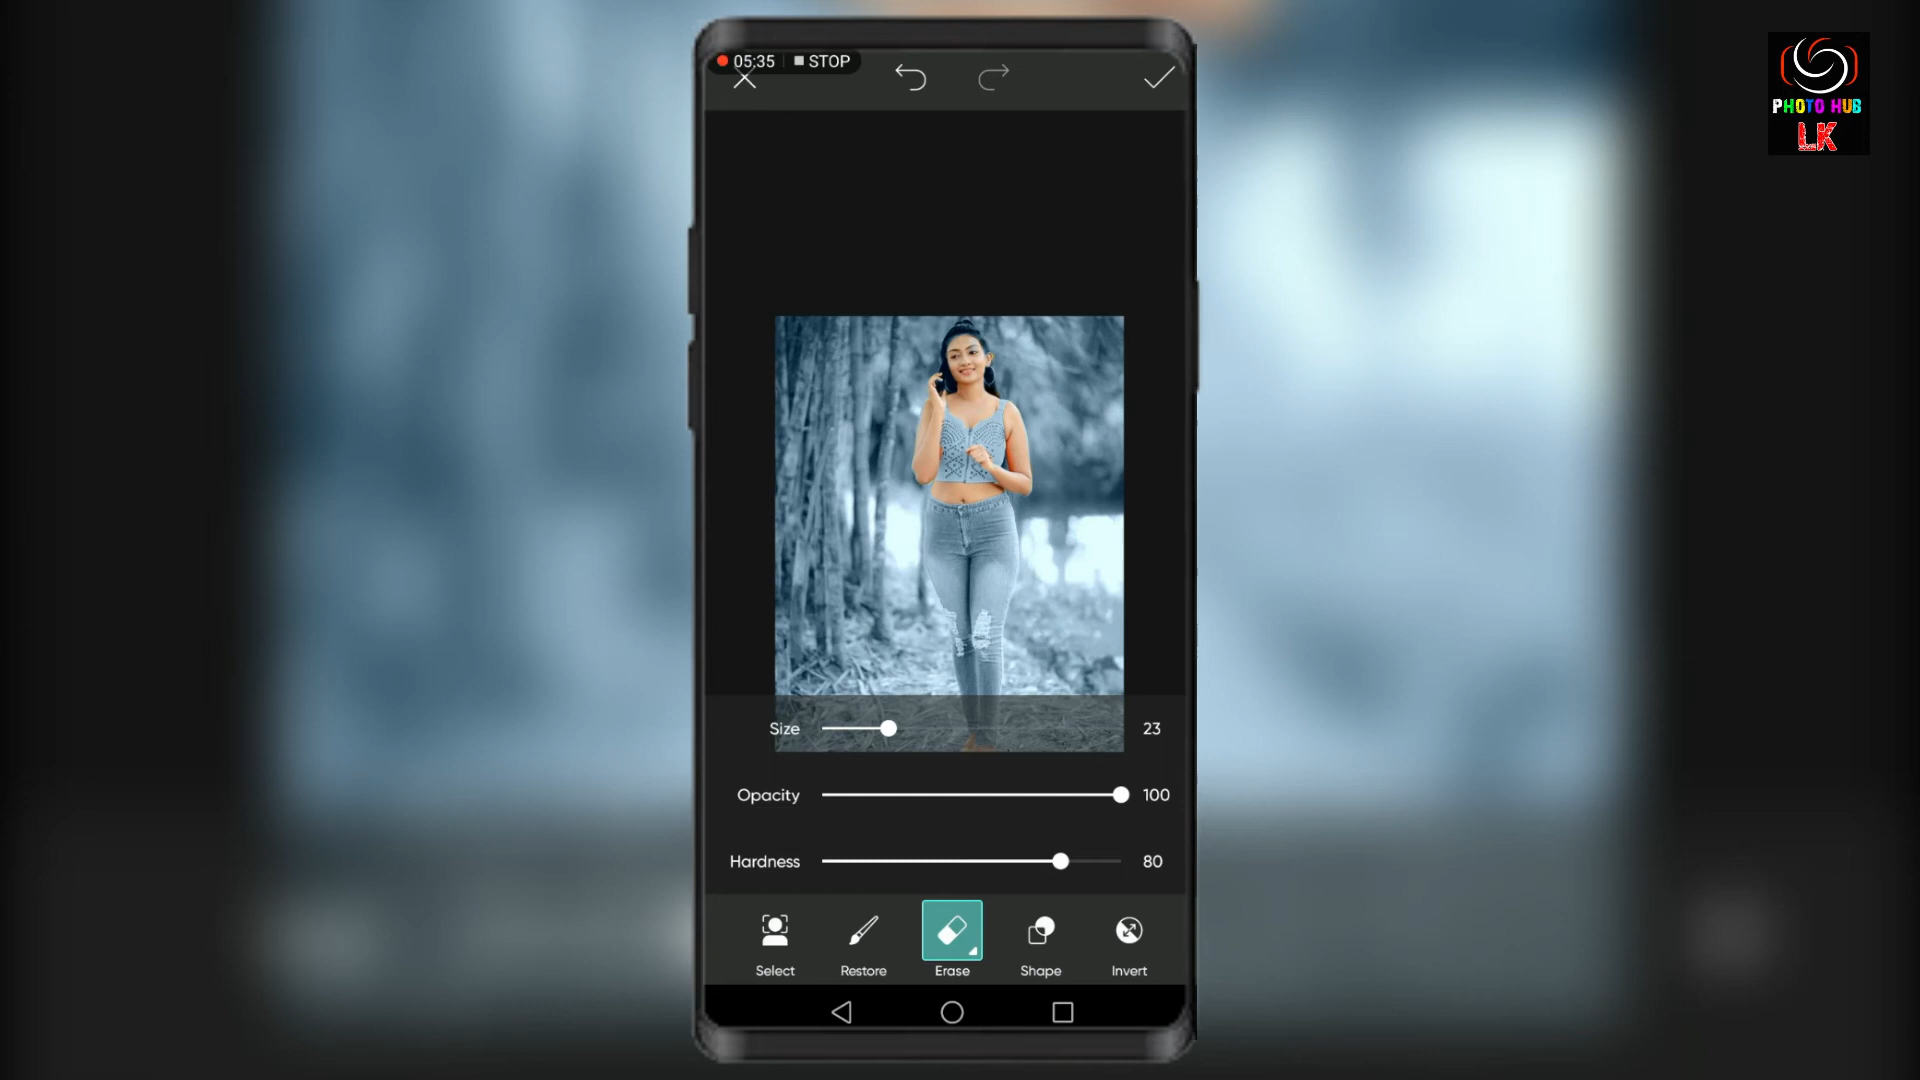 05:35 STOP
PHOTO HUB
LK
Size 23
Opacity 100
Hardness 80
Select Restore Erase Shape Invert